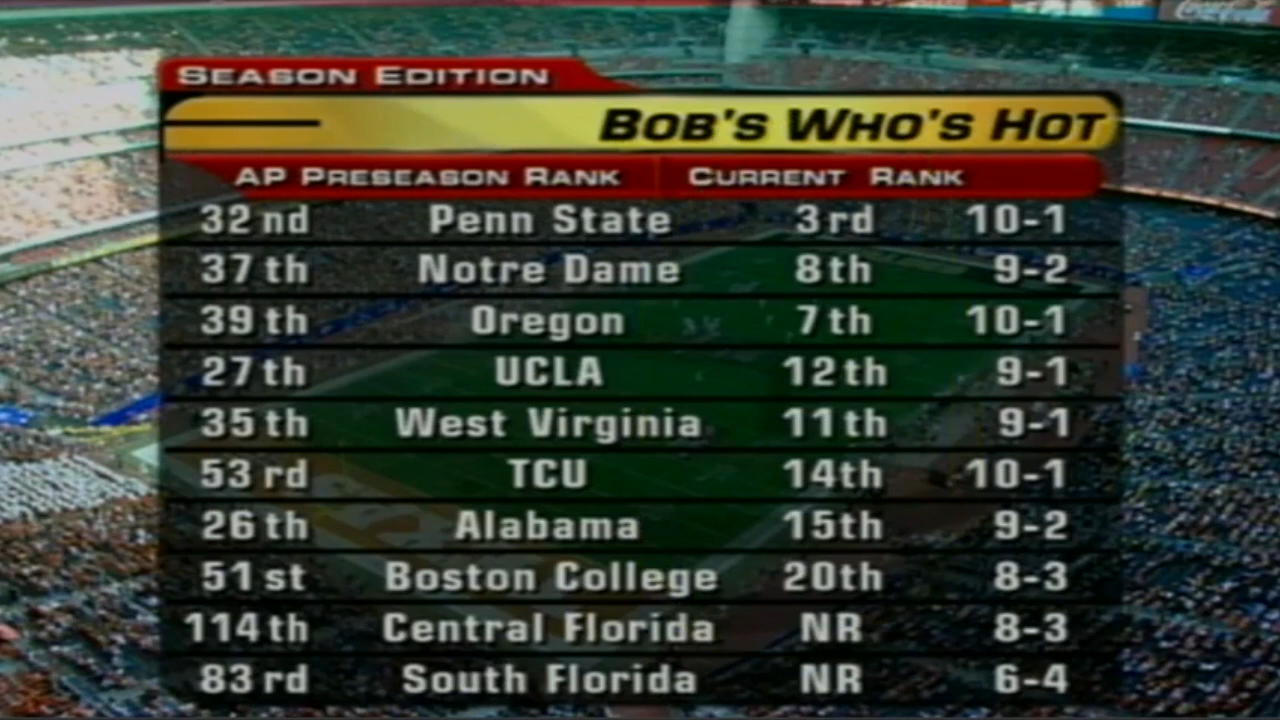 Coca-Cola
SEASON EDITION
BOB'S WHO'S HOT
AP PRESEASON RANK CURRENT RANK
32nd Penn State 3rd 10-1
37th Notre Dame 8th 9-2
39th Oregon 7th 10-1
27th UCLA 12th 9-1
35th West Virginia 11th 9-1
53rd TCU 14th 10-1
26th Alabama 15th 9-2
51st Boston College 20th 8-3
114th Central Florida NR 8-3
83rd South Florida NR 6-4